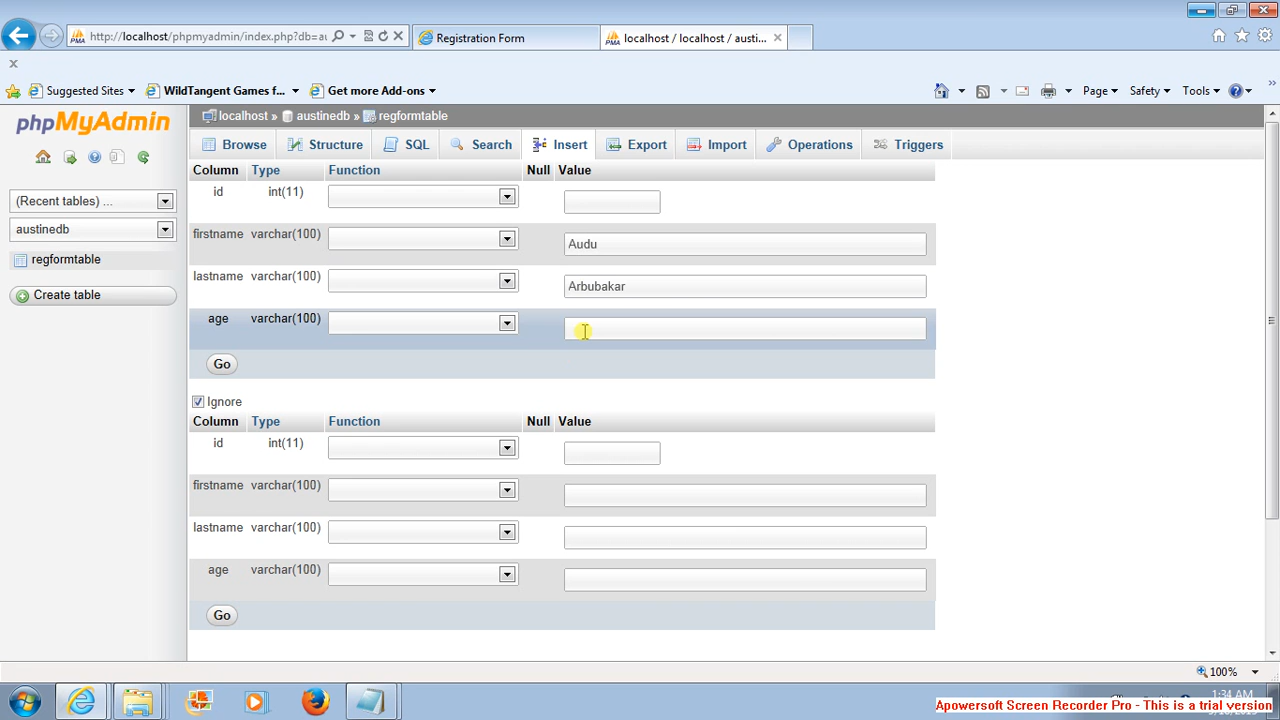 http://localhost/phpmyadmin/index.php?db=au
Registration Form
localhost / localhost / austi...
Suggested Sites
WildTangent Games f...
Get more Add-ons
Page
Safety
Tools
phpMyAdmin
localhost » austinedb » regformtable
Browse Structure SQL Search Insert Export Import Operations Triggers
(Recent tables) ...
austinedb
regformtable
Create table
Column Type Function Null Value
id int(11)
firstname varchar(100) Audu
lastname varchar(100) Arbubakar
age varchar(100)
Go
Ignore
Column Type Function Null Value
id int(11)
firstname varchar(100)
lastname varchar(100)
age varchar(100)
Go
100%
1:34 AM
Apowersoft Screen Recorder Pro - This is a trial version